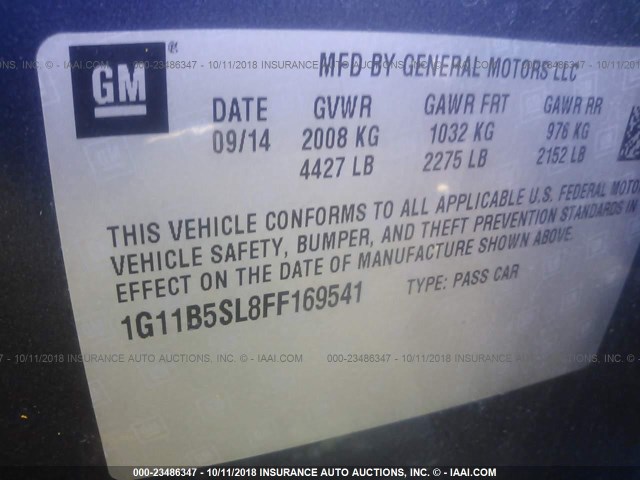 GM ®
MFD BY GENERAL MOTORS LLC
DATE GVWR GAWR FRT GAWR RR
09/14 2008 KG 1032 KG 976 KG
4427 LB 2275 LB 2152 LB
THIS VEHICLE CONFORMS TO ALL APPLICABLE U.S. FEDERAL MOTOR
VEHICLE SAFETY, BUMPER, AND THEFT PREVENTION STANDARDS IN
EFFECT ON THE DATE OF MANUFACTURE SHOWN ABOVE.
1G11B5SL8FF169541 TYPE: PASS CAR
000-23486347 - 10/11/2018 INSURANCE AUTO AUCTIONS, INC. - IAAI.COM